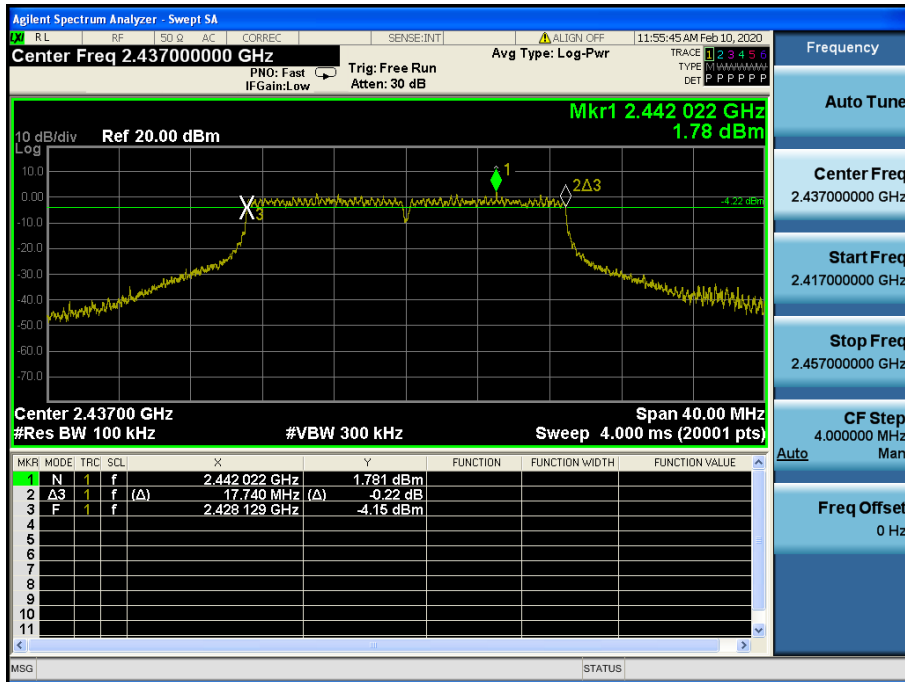 Agilent Spectrum Analyzer - Swept SA
LXI RL RF 50 Ω AC CORREC SENSE:INT ALIGN OFF 11:55:45 AM Feb 10, 2020
Center Freq 2.437000000 GHz
PNO: Fast
IFGain:Low
Trig: Free Run
Atten: 30 dB
Avg Type: Log-Pwr
TRACE 1 2 3 4 5 6
TYPE M WWWWW
DET P P P P P P
Mkr1 2.442 022 GHz
1.78 dBm
10 dB/div Ref 20.00 dBm
Log
10.0
0.00
-10.0
-20.0
-30.0
-40.0
-50.0
-60.0
-70.0
1
2Δ3
3
-4.22 dBm
Center 2.43700 GHz Span 40.00 MHz
#Res BW 100 kHz #VBW 300 kHz Sweep 4.000 ms (20001 pts)
MKR MODE TRC SCL X Y FUNCTION FUNCTION WIDTH FUNCTION VALUE
1 N 1 f 2.442 022 GHz 1.781 dBm
2 Δ3 1 f (Δ) 17.740 MHz (Δ) -0.22 dB
3 F 1 f 2.428 129 GHz -4.15 dBm
4
5
6
7
8
9
10
11
MSG STATUS
Frequency
Auto Tune
Center Freq
2.437000000 GHz
Start Freq
2.417000000 GHz
Stop Freq
2.457000000 GHz
CF Step
4.000000 MHz
Auto Man
Freq Offset
0 Hz